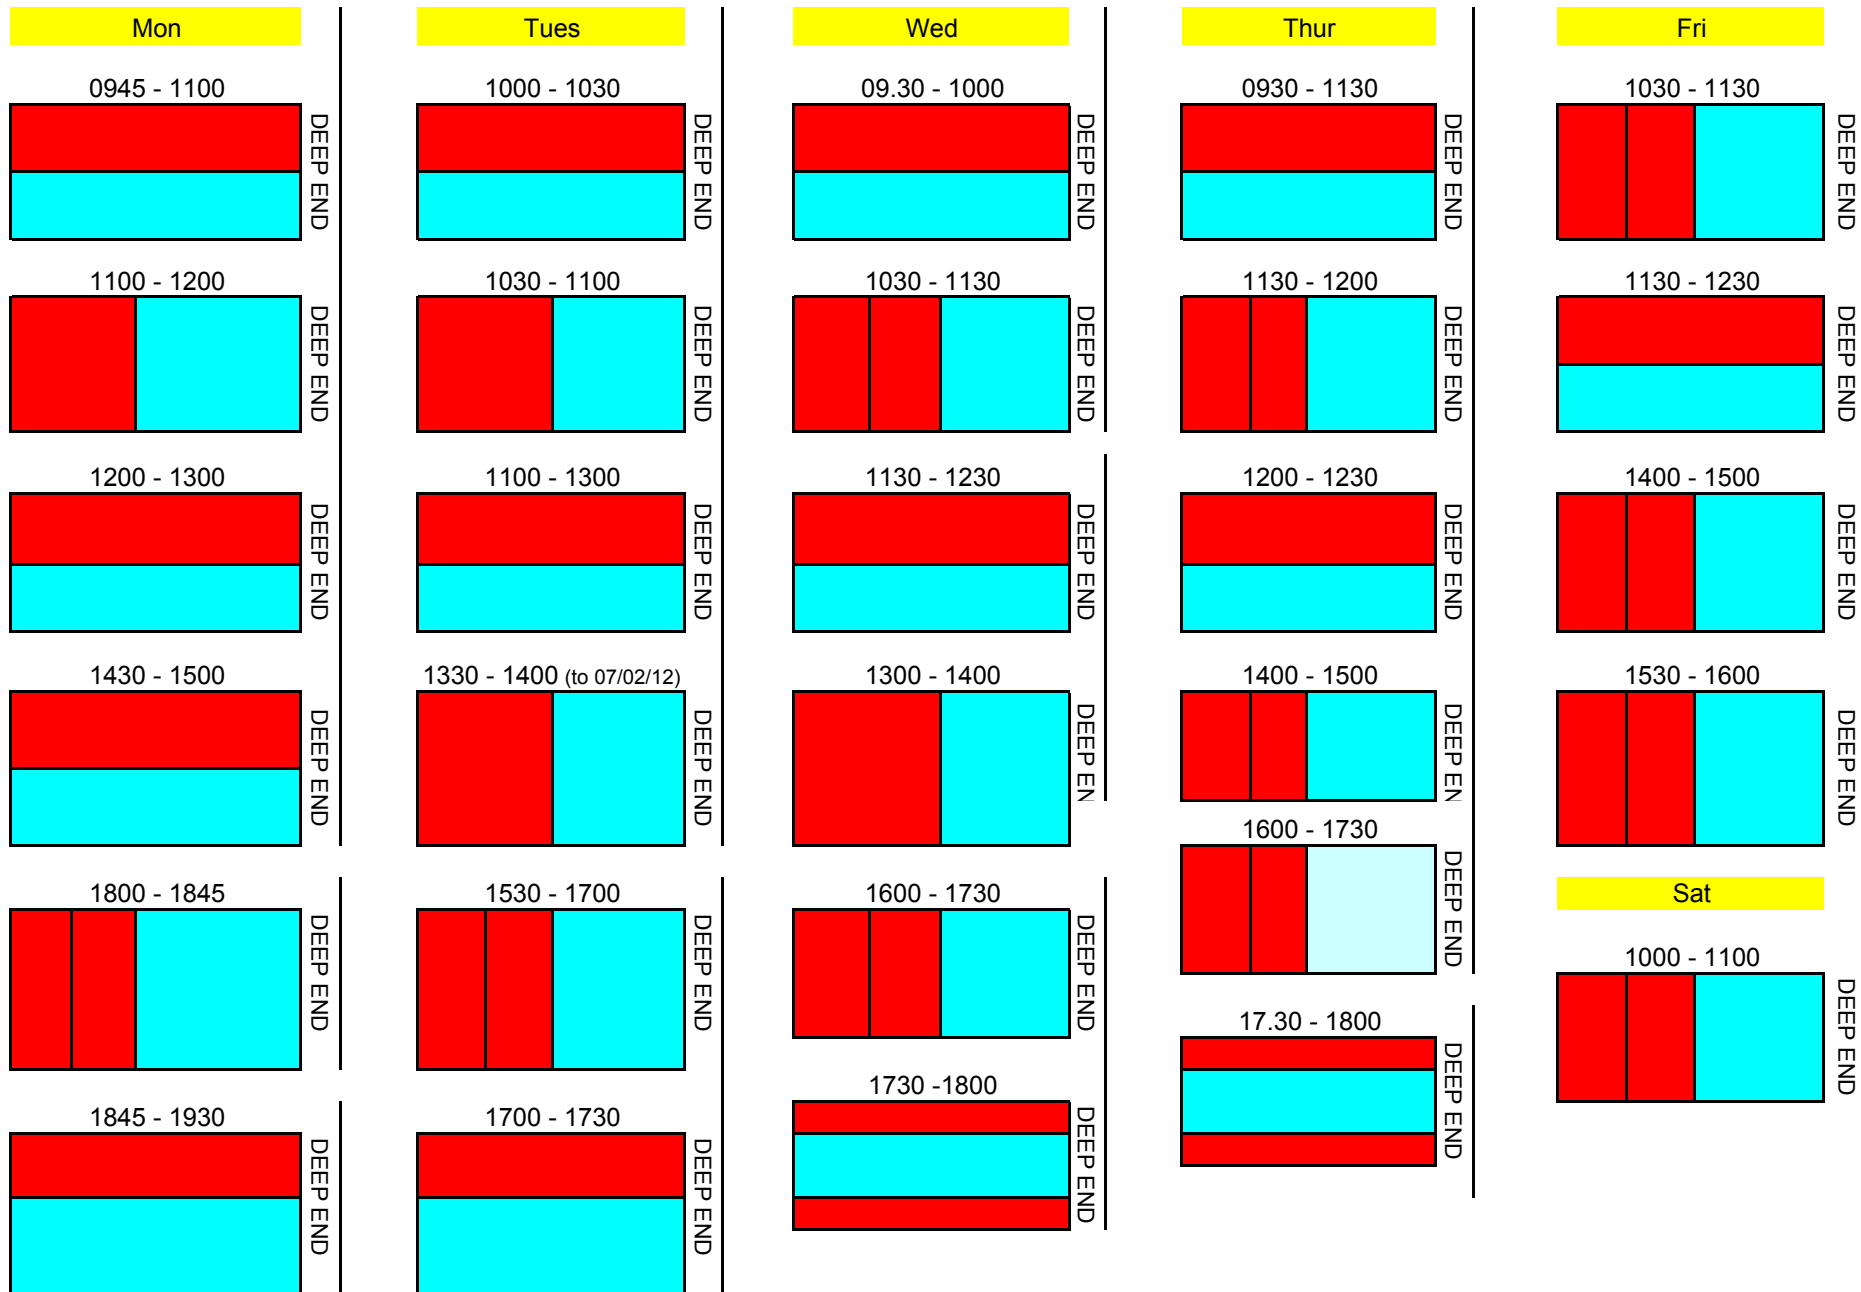 Mon
0945 - 1100
DEEP END
1100 - 1200
DEEP END
1200 - 1300
DEEP END
1430 - 1500
DEEP END
1800 - 1845
DEEP END
1845 - 1930
DEEP END
Tues
1000 - 1030
DEEP END
1030 - 1100
DEEP END
1100 - 1300
DEEP END
1330 - 1400 (to 07/02/12)
DEEP END
1530 - 1700
DEEP END
1700 - 1730
DEEP END
Wed
09.30 - 1000
DEEP END
1030 - 1130
DEEP END
1130 - 1230
DEEP END
1300 - 1400
DEEP EN
1600 - 1730
DEEP END
1730 -1800
DEEP END
Thur
0930 - 1130
DEEP END
1130 - 1200
DEEP END
1200 - 1230
DEEP END
1400 - 1500
DEEP EN
1600 - 1730
DEEP END
17.30 - 1800
DEEP END
Fri
1030 - 1130
DEEP END
1130 - 1230
DEEP END
1400 - 1500
DEEP END
1530 - 1600
DEEP END
Sat
1000 - 1100
DEEP END